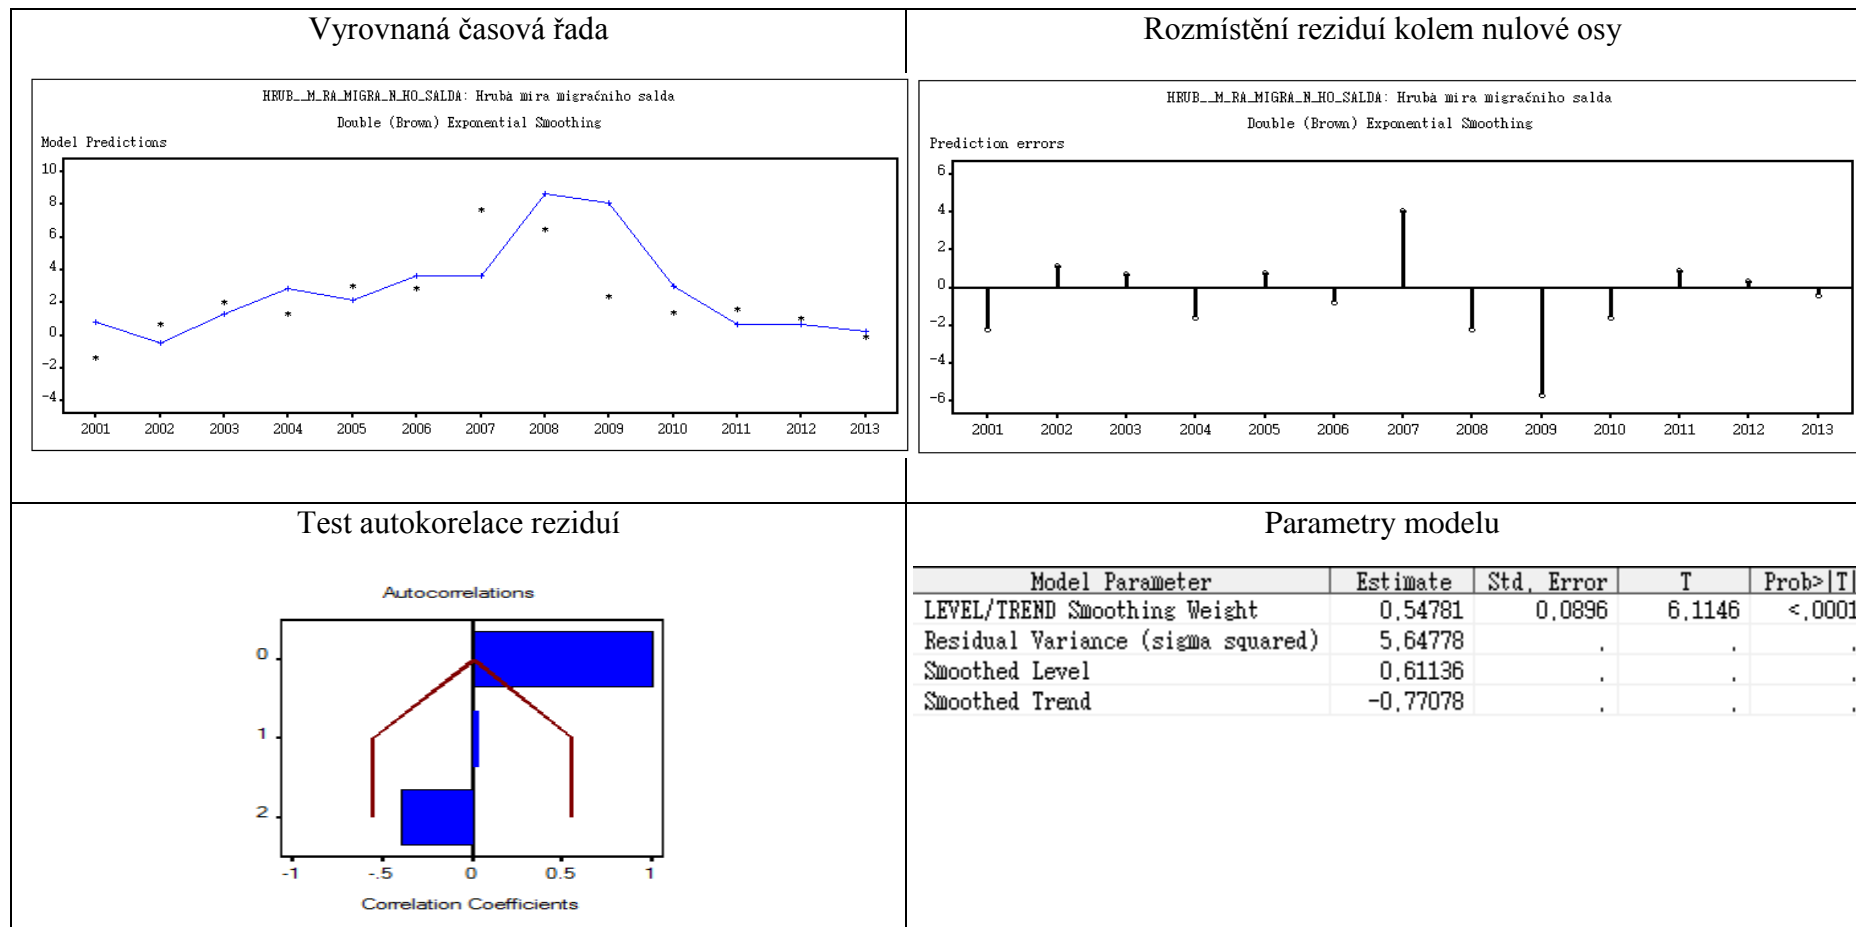 Vyrovnaná časová řada
HRUB__M_RA_MIGRA_N_HO_SALDA: Hrubá míra migračního salda
Double (Brown) Exponential Smoothing
Model Predictions
10
8
6
4
2
0
-2
-4
2001 2002 2003 2004 2005 2006 2007 2008 2009 2010 2011 2012 2013
Rozmístění reziduí kolem nulové osy
HRUB__M_RA_MIGRA_N_HO_SALDA: Hrubá míra migračního salda
Double (Brown) Exponential Smoothing
Prediction errors
6
4
2
0
-2
-4
-6
2001 2002 2003 2004 2005 2006 2007 2008 2009 2010 2011 2012 2013
Test autokorelace reziduí
Autocorrelations
0
1
2
-1 -.5 0 0.5 1
Correlation Coefficients
Parametry modelu
Model Parameter Estimate Std. Error T Prob>|T|
LEVEL/TREND Smoothing Weight 0.54781 0.0896 6.1146 <.0001
Residual Variance (sigma squared) 5.64778 . . .
Smoothed Level 0.61136 . . .
Smoothed Trend -0.77078 . . .